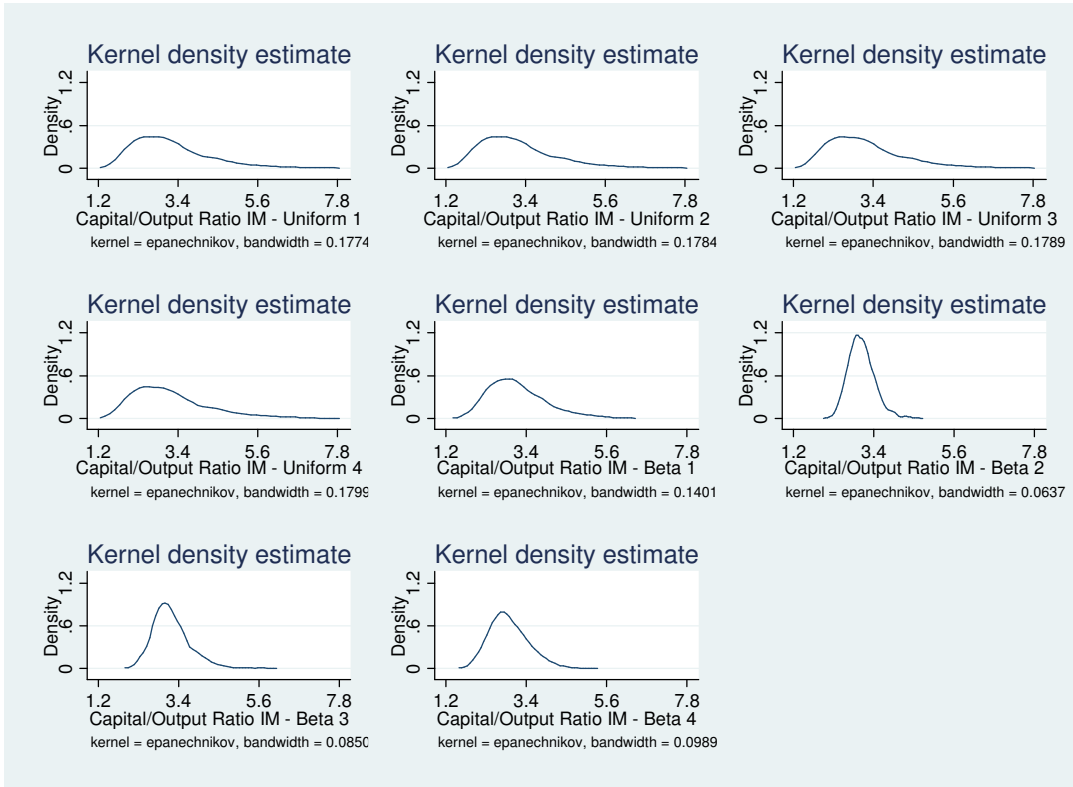 Kernel density estimate
Density
0 .6 1.2
1.2 3.4 5.6 7.8
Capital/Output Ratio IM - Uniform 1
kernel = epanechnikov, bandwidth = 0.1774
Kernel density estimate
Density
0 .6 1.2
1.2 3.4 5.6 7.8
Capital/Output Ratio IM - Uniform 2
kernel = epanechnikov, bandwidth = 0.1784
Kernel density estimate
Density
0 .6 1.2
1.2 3.4 5.6 7.8
Capital/Output Ratio IM - Uniform 3
kernel = epanechnikov, bandwidth = 0.1789
Kernel density estimate
Density
0 .6 1.2
1.2 3.4 5.6 7.8
Capital/Output Ratio IM - Uniform 4
kernel = epanechnikov, bandwidth = 0.1799
Kernel density estimate
Density
0 .6 1.2
1.2 3.4 5.6 7.8
Capital/Output Ratio IM - Beta 1
kernel = epanechnikov, bandwidth = 0.1401
Kernel density estimate
Density
0 .6 1.2
1.2 3.4 5.6 7.8
Capital/Output Ratio IM - Beta 2
kernel = epanechnikov, bandwidth = 0.0637
Kernel density estimate
Density
0 .6 1.2
1.2 3.4 5.6 7.8
Capital/Output Ratio IM - Beta 3
kernel = epanechnikov, bandwidth = 0.0850
Kernel density estimate
Density
0 .6 1.2
1.2 3.4 5.6 7.8
Capital/Output Ratio IM - Beta 4
kernel = epanechnikov, bandwidth = 0.0989